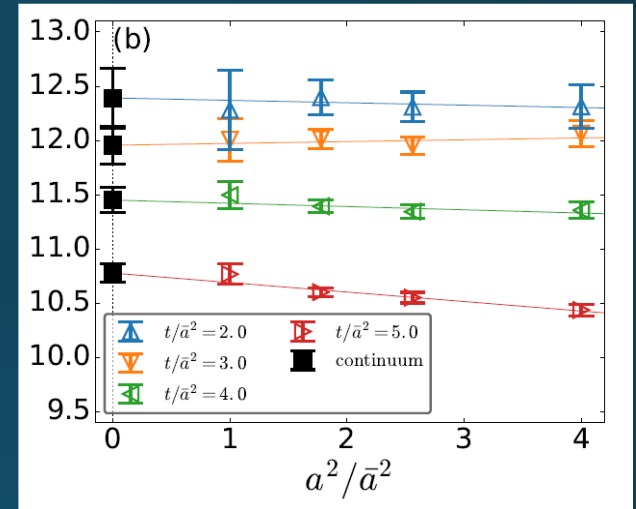 (b)
13.0
12.5
12.0
11.5
11.0
10.5
10.0
9.5
t/ā² = 2.0
t/ā² = 3.0
t/ā² = 4.0
t/ā² = 5.0
continuum
0 1 2 3 4
a²/ā²